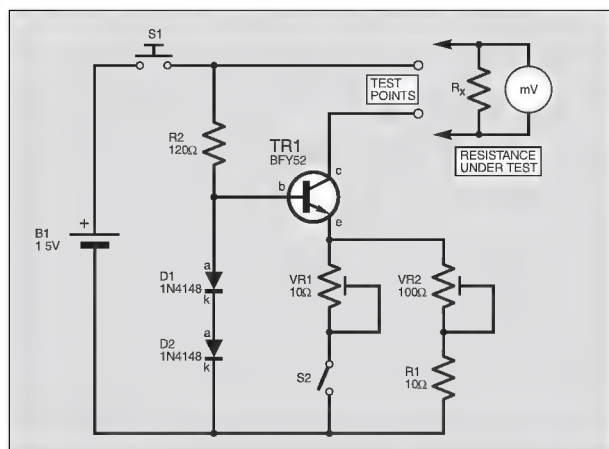 S1
TEST
POINTS
Rx
mV
RESISTANCE
UNDER TEST
R2
120Ω
TR1
BFY52
c
b
e
+
B1
1 5V
a
D1
1N4148
k
a
D2
1N4148
k
VR1
10Ω
VR2
100Ω
S2
R1
10Ω